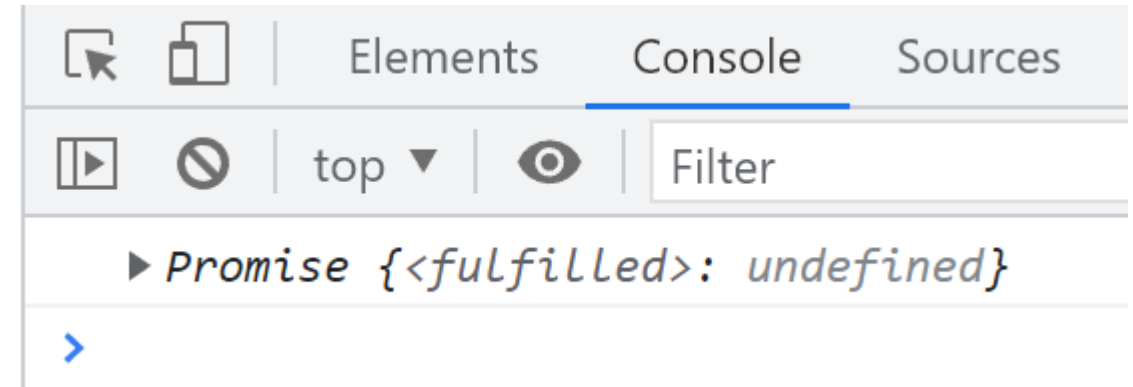 Elements Console Sources
top Filter
Promise {<fulfilled>: undefined}